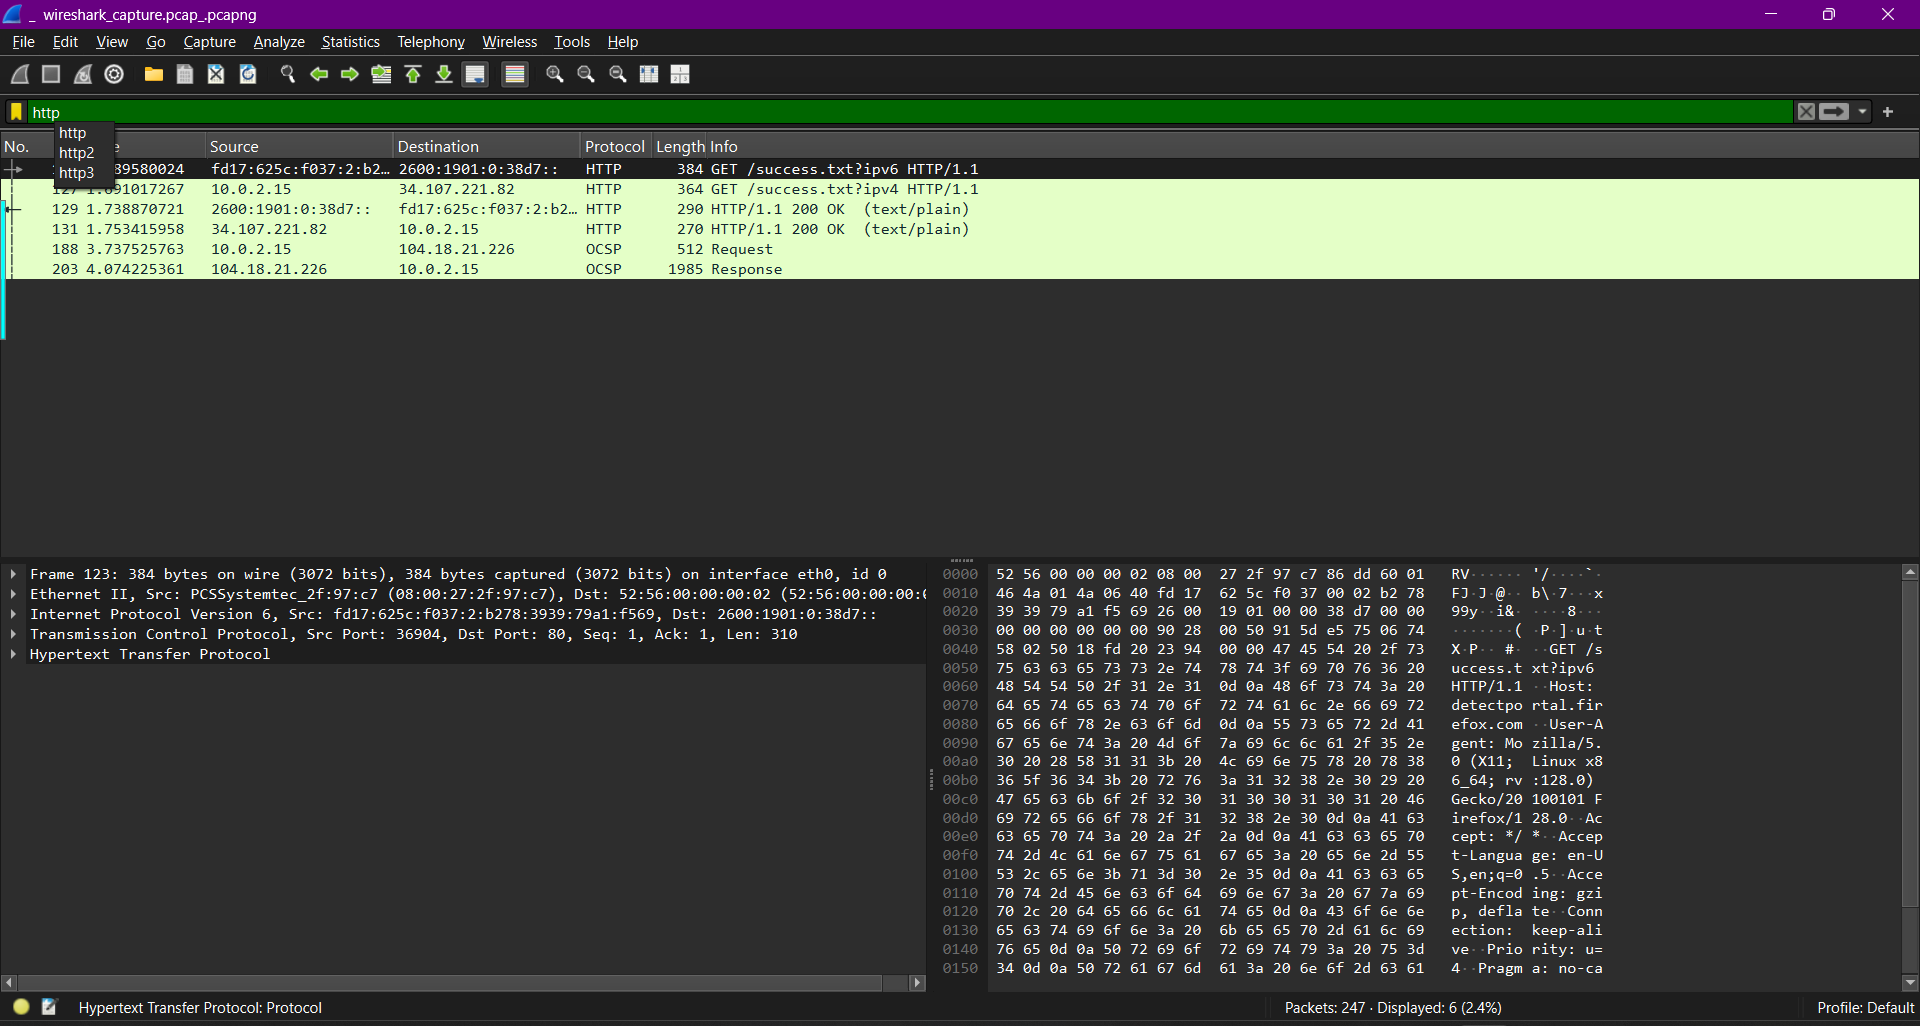 _ wireshark_capture.pcap_.pcapng
File Edit View Go Capture Analyze Statistics Telephony Wireless Tools Help
http
http
http2
http3
No. Source Destination Protocol Length Info
89580024 fd17:625c:f037:2:b2… 2600:1901:0:38d7:: HTTP 384 GET /success.txt?ipv6 HTTP/1.1
127 1.691017267 10.0.2.15 34.107.221.82 HTTP 364 GET /success.txt?ipv4 HTTP/1.1
129 1.738870721 2600:1901:0:38d7:: fd17:625c:f037:2:b2… HTTP 290 HTTP/1.1 200 OK (text/plain)
131 1.753415958 34.107.221.82 10.0.2.15 HTTP 270 HTTP/1.1 200 OK (text/plain)
188 3.737525763 10.0.2.15 104.18.21.226 OCSP 512 Request
203 4.074225361 104.18.21.226 10.0.2.15 OCSP 1985 Response
Frame 123: 384 bytes on wire (3072 bits), 384 bytes captured (3072 bits) on interface eth0, id 0
Ethernet II, Src: PCSSystemtec_2f:97:c7 (08:00:27:2f:97:c7), Dst: 52:56:00:00:00:02 (52:56:00:00:00:0
Internet Protocol Version 6, Src: fd17:625c:f037:2:b278:3939:79a1:f569, Dst: 2600:1901:0:38d7::
Transmission Control Protocol, Src Port: 36904, Dst Port: 80, Seq: 1, Ack: 1, Len: 310
Hypertext Transfer Protocol
0000 52 56 00 00 00 02 08 00 27 2f 97 c7 86 dd 60 01 RV······ '/····`·
0010 46 4a 01 4a 06 40 fd 17 62 5c f0 37 00 02 b2 78 FJ·J·@·· b\·7···x
0020 39 39 79 a1 f5 69 26 00 19 01 00 00 38 d7 00 00 99y··i&· ····8···
0030 00 00 00 00 00 00 90 28 00 50 91 5d e5 75 06 74 ·······( ·P·]·u·t
0040 58 02 50 18 fd 20 23 94 00 00 47 45 54 20 2f 73 X·P·· #· ··GET /s
0050 75 63 63 65 73 73 2e 74 78 74 3f 69 70 76 36 20 uccess.t xt?ipv6
0060 48 54 54 50 2f 31 2e 31 0d 0a 48 6f 73 74 3a 20 HTTP/1.1 ··Host:
0070 64 65 74 65 63 74 70 6f 72 74 61 6c 2e 66 69 72 detectpo rtal.fir
0080 65 66 6f 78 2e 63 6f 6d 0d 0a 55 73 65 72 2d 41 efox.com ··User-A
0090 67 65 6e 74 3a 20 4d 6f 7a 69 6c 6c 61 2f 35 2e gent: Mo zilla/5.
00a0 30 20 28 58 31 31 3b 20 4c 69 6e 75 78 20 78 38 0 (X11; Linux x8
00b0 36 5f 36 34 3b 20 72 76 3a 31 32 38 2e 30 29 20 6_64; rv :128.0)
00c0 47 65 63 6b 6f 2f 32 30 31 30 30 31 30 31 20 46 Gecko/20 100101 F
00d0 69 72 65 66 6f 78 2f 31 32 38 2e 30 0d 0a 41 63 irefox/1 28.0··Ac
00e0 63 65 70 74 3a 20 2a 2f 2a 0d 0a 41 63 63 65 70 cept: */ *··Accep
00f0 74 2d 4c 61 6e 67 75 61 67 65 3a 20 65 6e 2d 55 t-Langua ge: en-U
0100 53 2c 65 6e 3b 71 3d 30 2e 35 0d 0a 41 63 63 65 S,en;q=0 .5··Acce
0110 70 74 2d 45 6e 63 6f 64 69 6e 67 3a 20 67 7a 69 pt-Encod ing: gzi
0120 70 2c 20 64 65 66 6c 61 74 65 0d 0a 43 6f 6e 6e p, defla te··Conn
0130 65 63 74 69 6f 6e 3a 20 6b 65 65 70 2d 61 6c 69 ection: keep-ali
0140 76 65 0d 0a 50 72 69 6f 72 69 74 79 3a 20 75 3d ve··Prio rity: u=
0150 34 0d 0a 50 72 61 67 6d 61 3a 20 6e 6f 2d 63 61 4··Pragm a: no-ca
Hypertext Transfer Protocol: Protocol Packets: 247 · Displayed: 6 (2.4%) Profile: Default